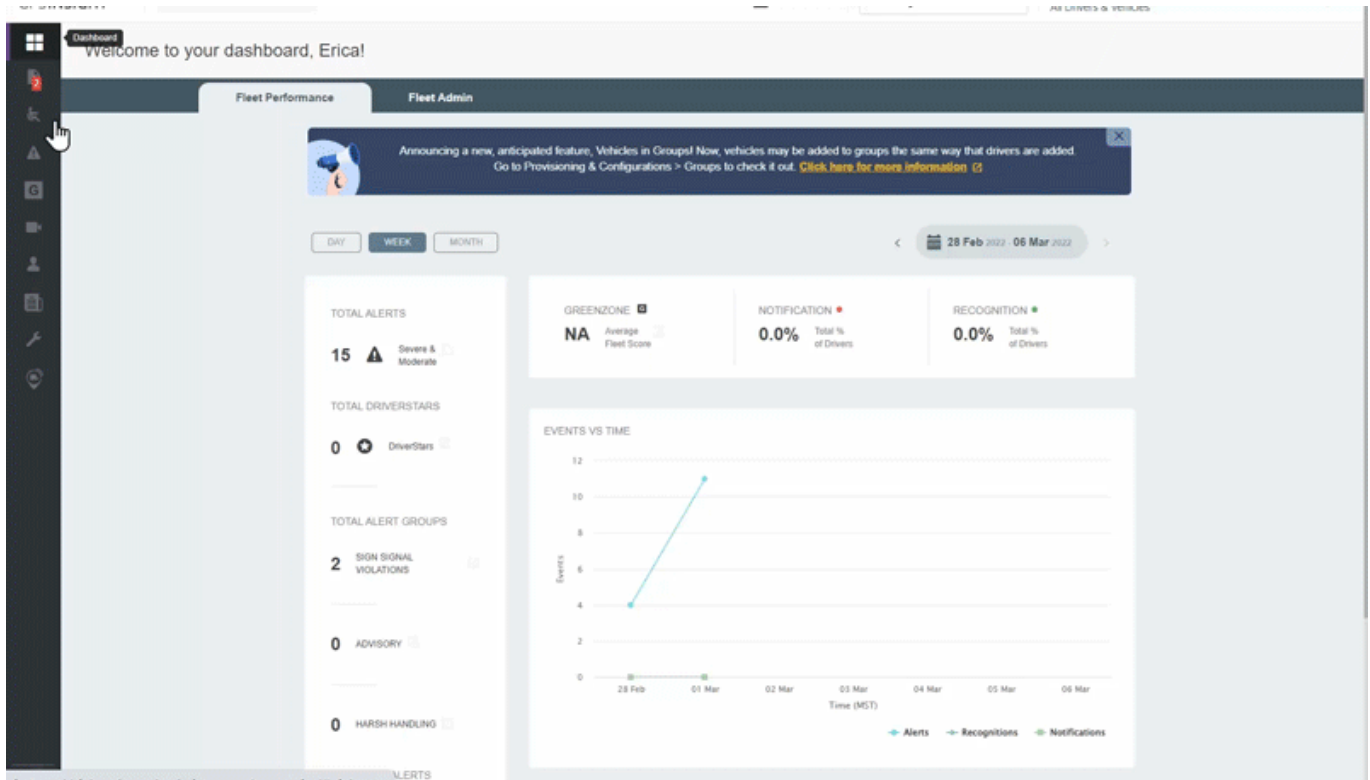 All Drivers & Vehicles
Dashboard
Welcome to your dashboard, Erica!
2
Fleet Performance
Fleet Admin
Announcing a new, anticipated feature, Vehicles in Groups! Now, vehicles may be added to groups the same way that drivers are added.
Go to Provisioning & Configurations > Groups to check it out. Click here for more information
DAY
WEEK
MONTH
28 Feb 2022 - 06 Mar 2022
TOTAL ALERTS
15
Severe &
Moderate
TOTAL DRIVERSTARS
0
DriverStars
TOTAL ALERT GROUPS
2
SIGN SIGNAL
VIOLATIONS
0 ADVISORY
0 HARSH HANDLING
ALERTS
GREENZONE G
NA
Average
Fleet Score
NOTIFICATION
0.0%
Total %
of Drivers
RECOGNITION
0.0%
Total %
of Drivers
EVENTS VS TIME
12
10
8
6
4
2
0
Events
28 Feb
01 Mar
02 Mar
03 Mar
04 Mar
05 Mar
06 Mar
Time (MST)
Alerts
Recognitions
Notifications
G